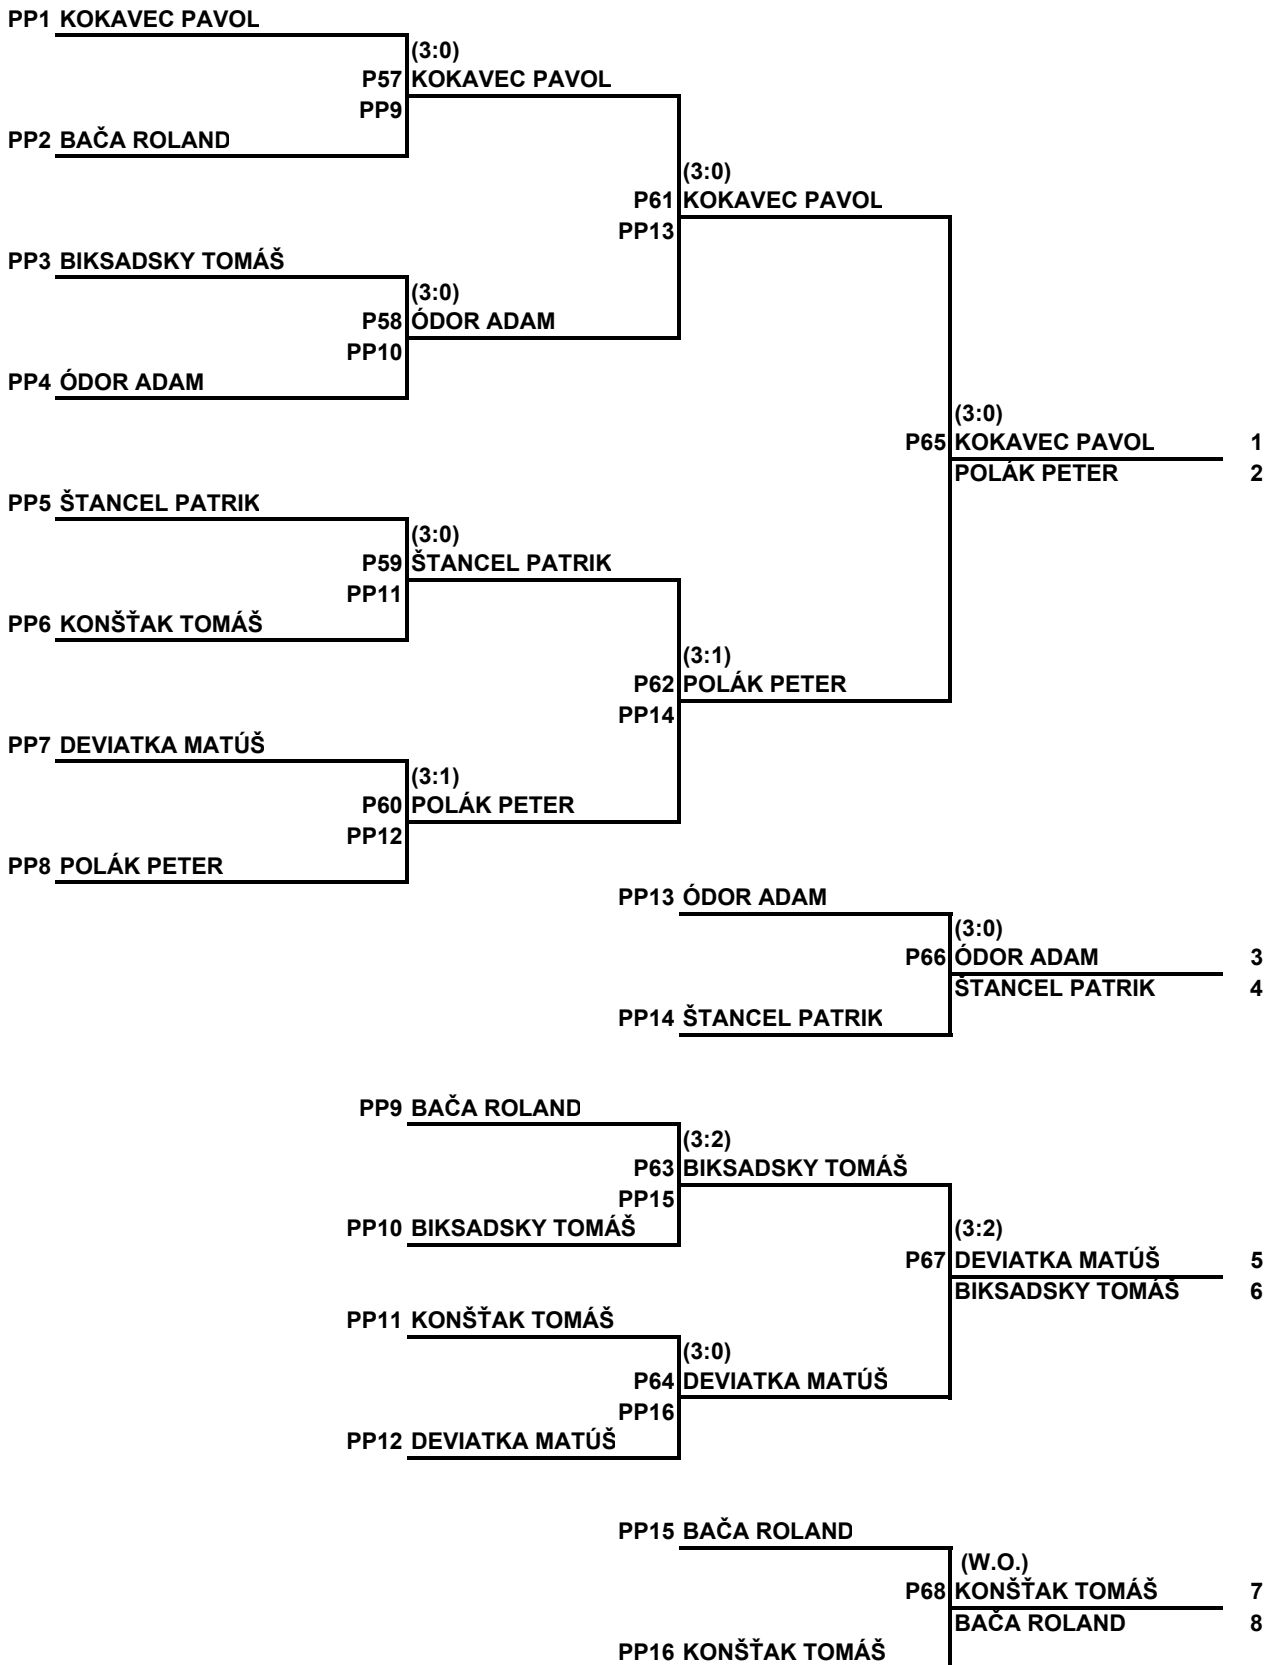 PP1 KOKAVEC PAVOL
(3:0)
P57 KOKAVEC PAVOL
PP9
PP2 BAČA ROLAND
(3:0)
P61 KOKAVEC PAVOL
PP13
PP3 BIKSADSKY TOMÁŠ
(3:0)
P58 ÓDOR ADAM
PP10
PP4 ÓDOR ADAM
(3:0)
P65 KOKAVEC PAVOL 1
POLÁK PETER 2
PP5 ŠTANCEL PATRIK
(3:0)
P59 ŠTANCEL PATRIK
PP11
PP6 KONŠŤAK TOMÁŠ
(3:1)
P62 POLÁK PETER
PP14
PP7 DEVIATKA MATÚŠ
(3:1)
P60 POLÁK PETER
PP12
PP8 POLÁK PETER
PP13 ÓDOR ADAM
(3:0)
P66 ÓDOR ADAM 3
ŠTANCEL PATRIK 4
PP14 ŠTANCEL PATRIK
PP9 BAČA ROLAND
(3:2)
P63 BIKSADSKY TOMÁŠ
PP15
PP10 BIKSADSKY TOMÁŠ
(3:2)
P67 DEVIATKA MATÚŠ 5
BIKSADSKY TOMÁŠ 6
PP11 KONŠŤAK TOMÁŠ
(3:0)
P64 DEVIATKA MATÚŠ
PP16
PP12 DEVIATKA MATÚŠ
PP15 BAČA ROLAND
(W.O.)
P68 KONŠŤAK TOMÁŠ 7
BAČA ROLAND 8
PP16 KONŠŤAK TOMÁŠ